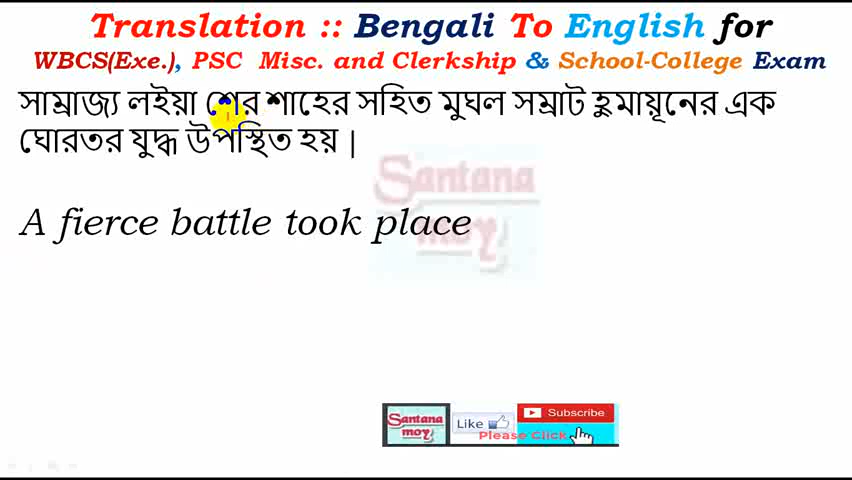 Translation :: Bengali To English for
WBCS(Exe.), PSC Misc. and Clerkship & School-College Exam
সাম্রাজ্য লইয়া শের শাহের সহিত মুঘল সম্রাট হুমায়ূনের এক
ঘোরতর যুদ্ধ উপস্থিত হয় |
Santana
moy
A fierce battle took place
Santana
moy
Like
Subscribe
Please Click